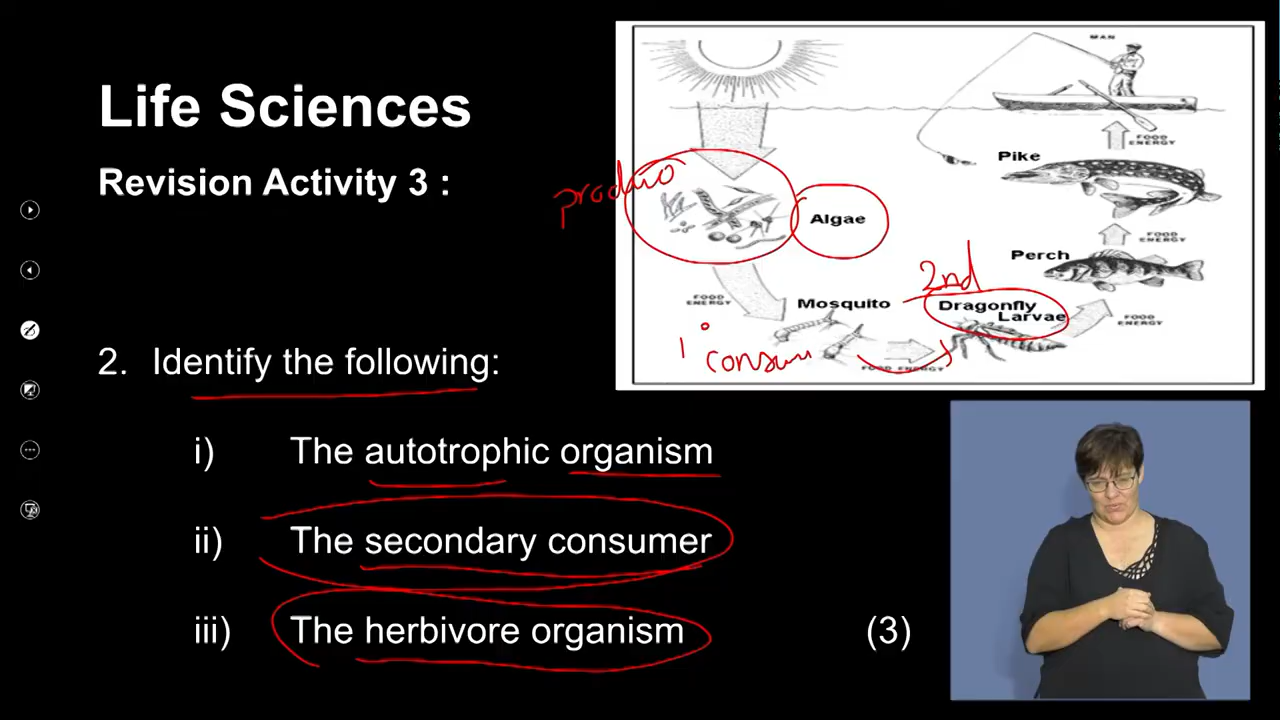 Life Sciences
Revision Activity 3 :
2. Identify the following:
i) The autotrophic organism
ii) The secondary consumer
iii) The herbivore organism (3)
MAN
FOOD
ENERGY
Pike
Algae
FOOD
ENERGY
2nd
Perch
FOOD
ENERGY
Mosquito
Dragonfly
Larvae
FOOD
ENERGY
1°
FOOD ENERGY